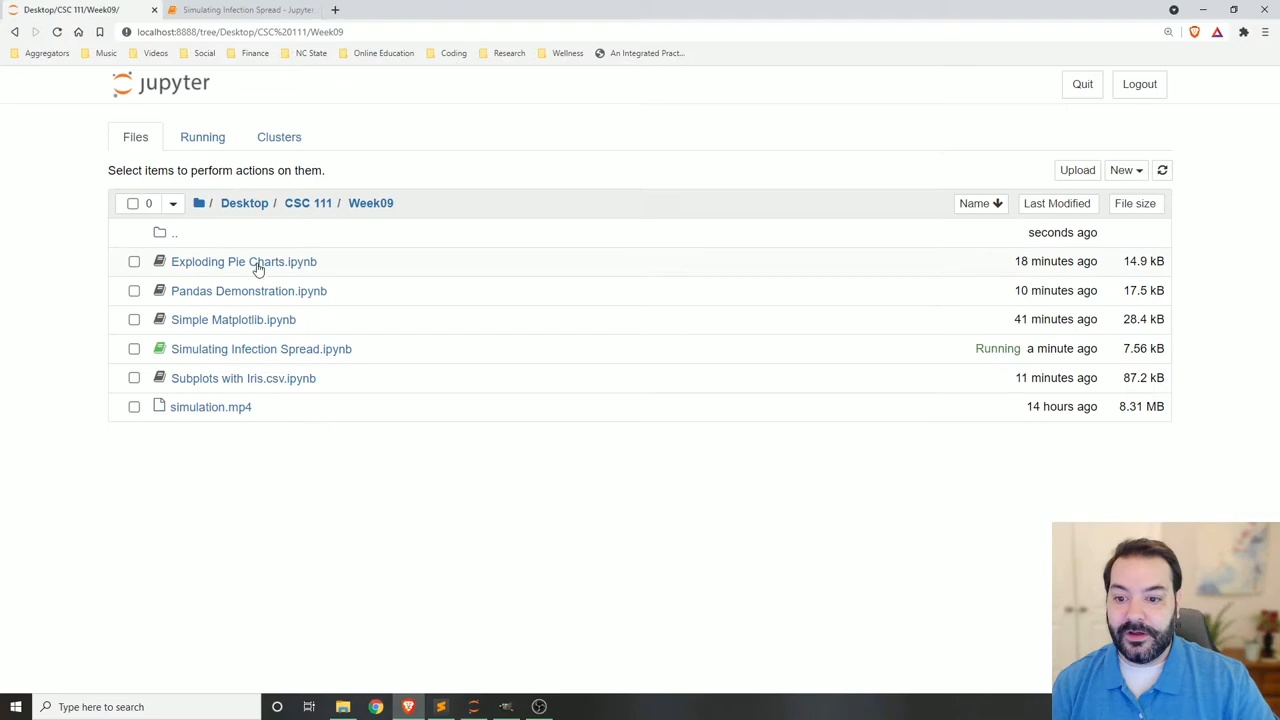 Desktop/CSC 111/Week09/
Simulating Infection Spread - Jupyter
localhost:8888/tree/Desktop/CSC%20111/Week09
Aggregators Music Videos Social Finance NC State Online Education Coding Research Wellness An Integrated Pract...
jupyter Quit Logout
Files Running Clusters
Select items to perform actions on them. Upload New
0 / Desktop / CSC 111 / Week09 Name Last Modified File size
.. seconds ago
Exploding Pie Charts.ipynb 18 minutes ago 14.9 kB
Pandas Demonstration.ipynb 10 minutes ago 17.5 kB
Simple Matplotlib.ipynb 41 minutes ago 28.4 kB
Simulating Infection Spread.ipynb Running a minute ago 7.56 kB
Subplots with Iris.csv.ipynb 11 minutes ago 87.2 kB
simulation.mp4 14 hours ago 8.31 MB
Type here to search